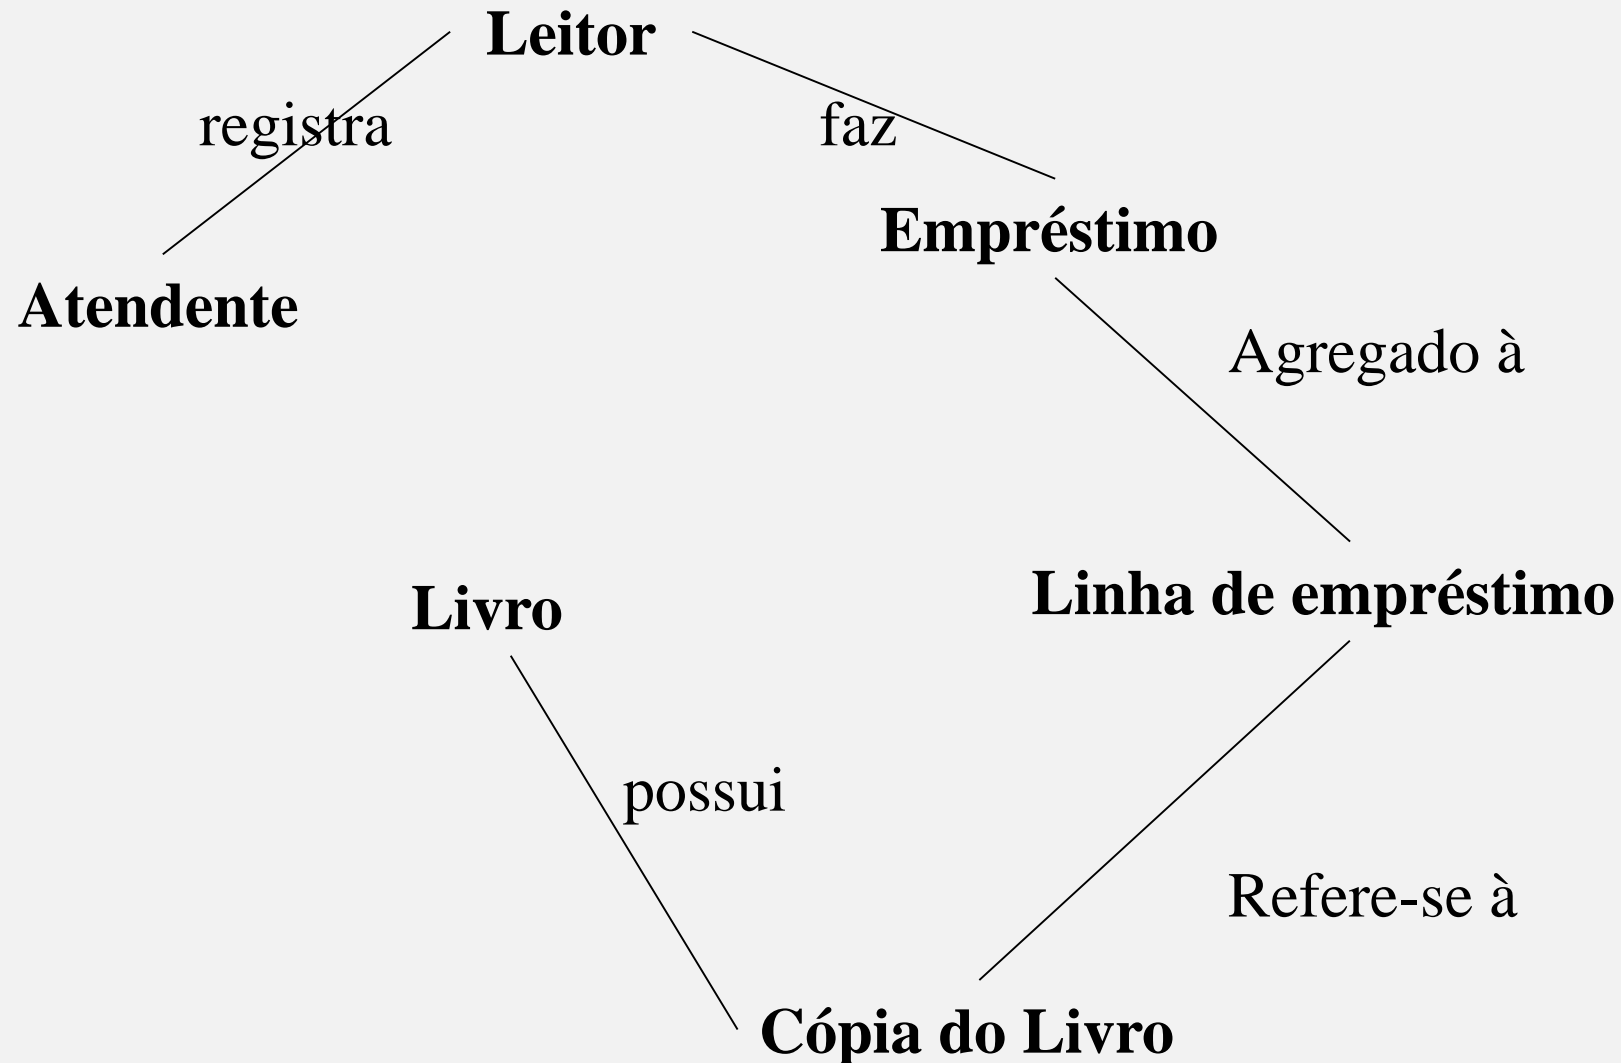 Leitor
registra
faz
Empréstimo
Atendente
Agregado à
Linha de empréstimo
Livro
possui
Refere-se à
Cópia do Livro